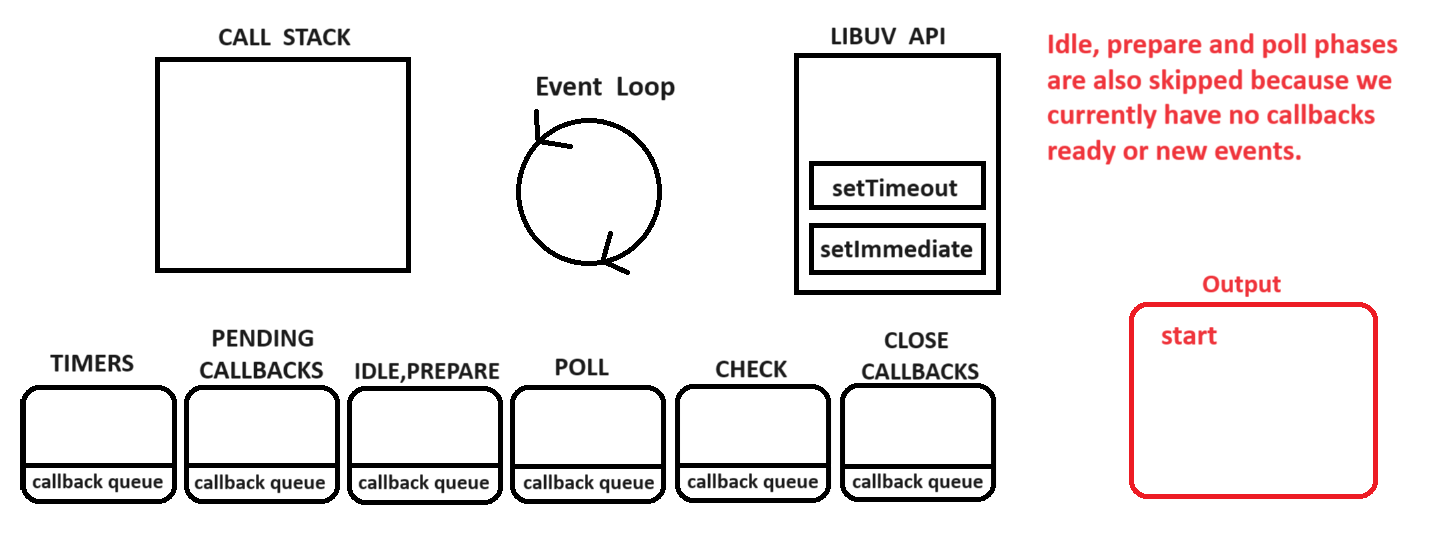 CALL STACK
Event Loop
LIBUV API
setTimeout
setImmediate
Idle, prepare and poll phases
are also skipped because we
currently have no callbacks
ready or new events.
Output
start
TIMERS
callback queue
PENDING
CALLBACKS
callback queue
IDLE,PREPARE
callback queue
POLL
callback queue
CHECK
callback queue
CLOSE
CALLBACKS
callback queue